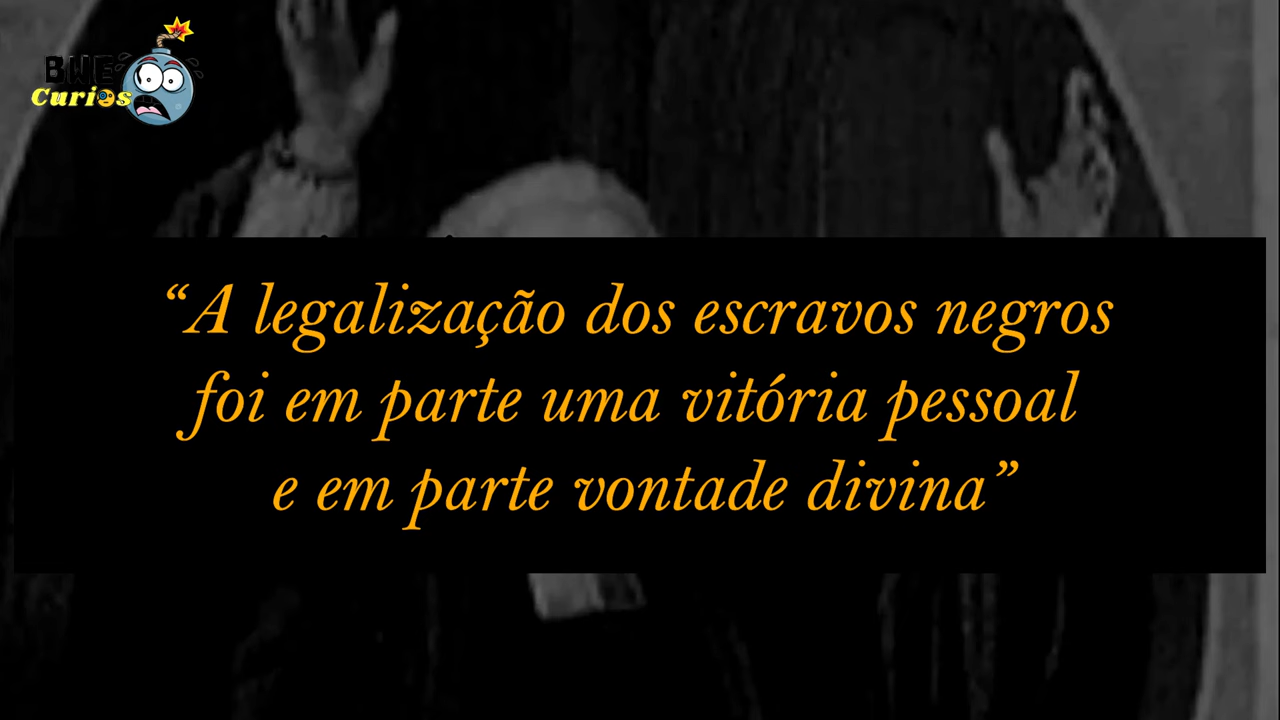 BWE
Curios
“A legalização dos escravos negros
foi em parte uma vitória pessoal
e em parte vontade divina”